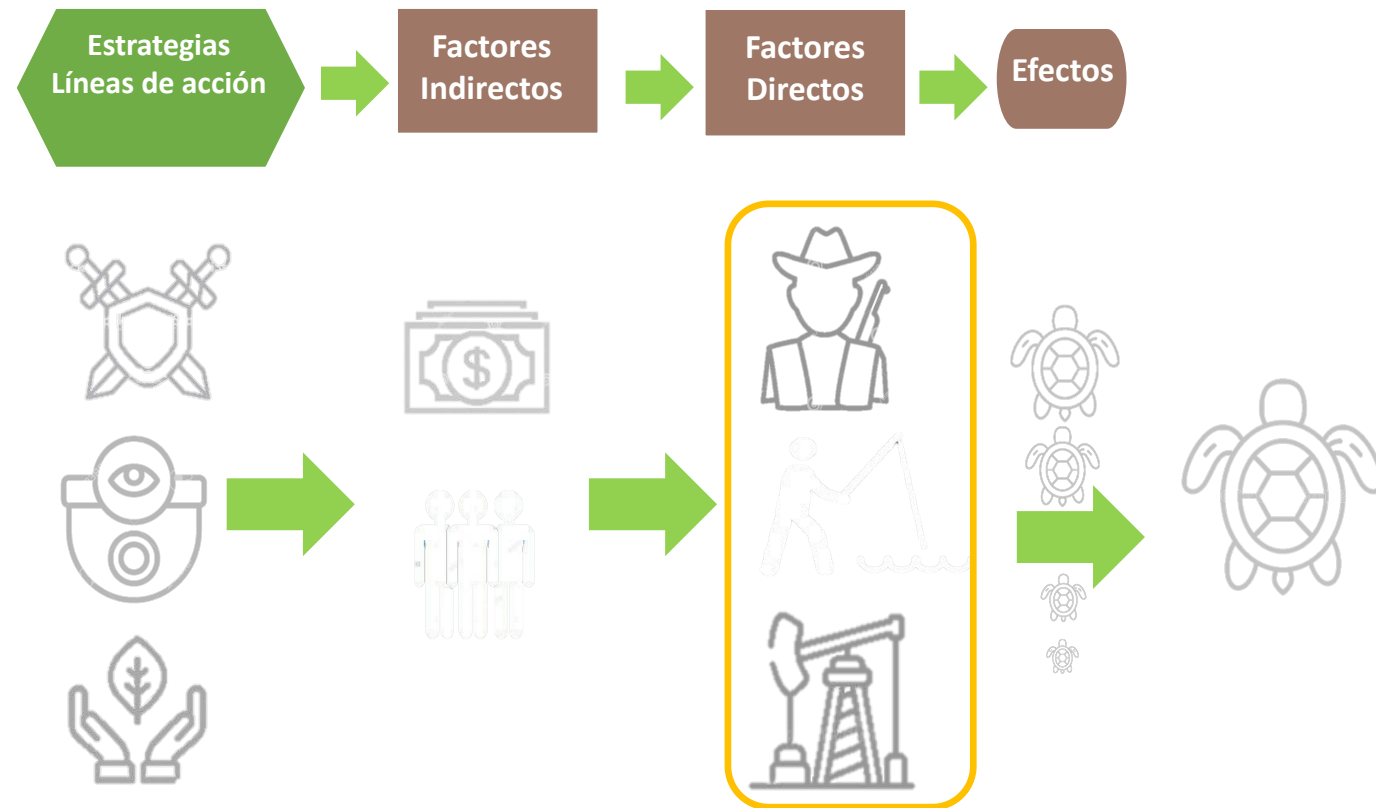 Estrategias
Líneas de acción
Factores
Indirectos
Factores
Directos
Efectos
$